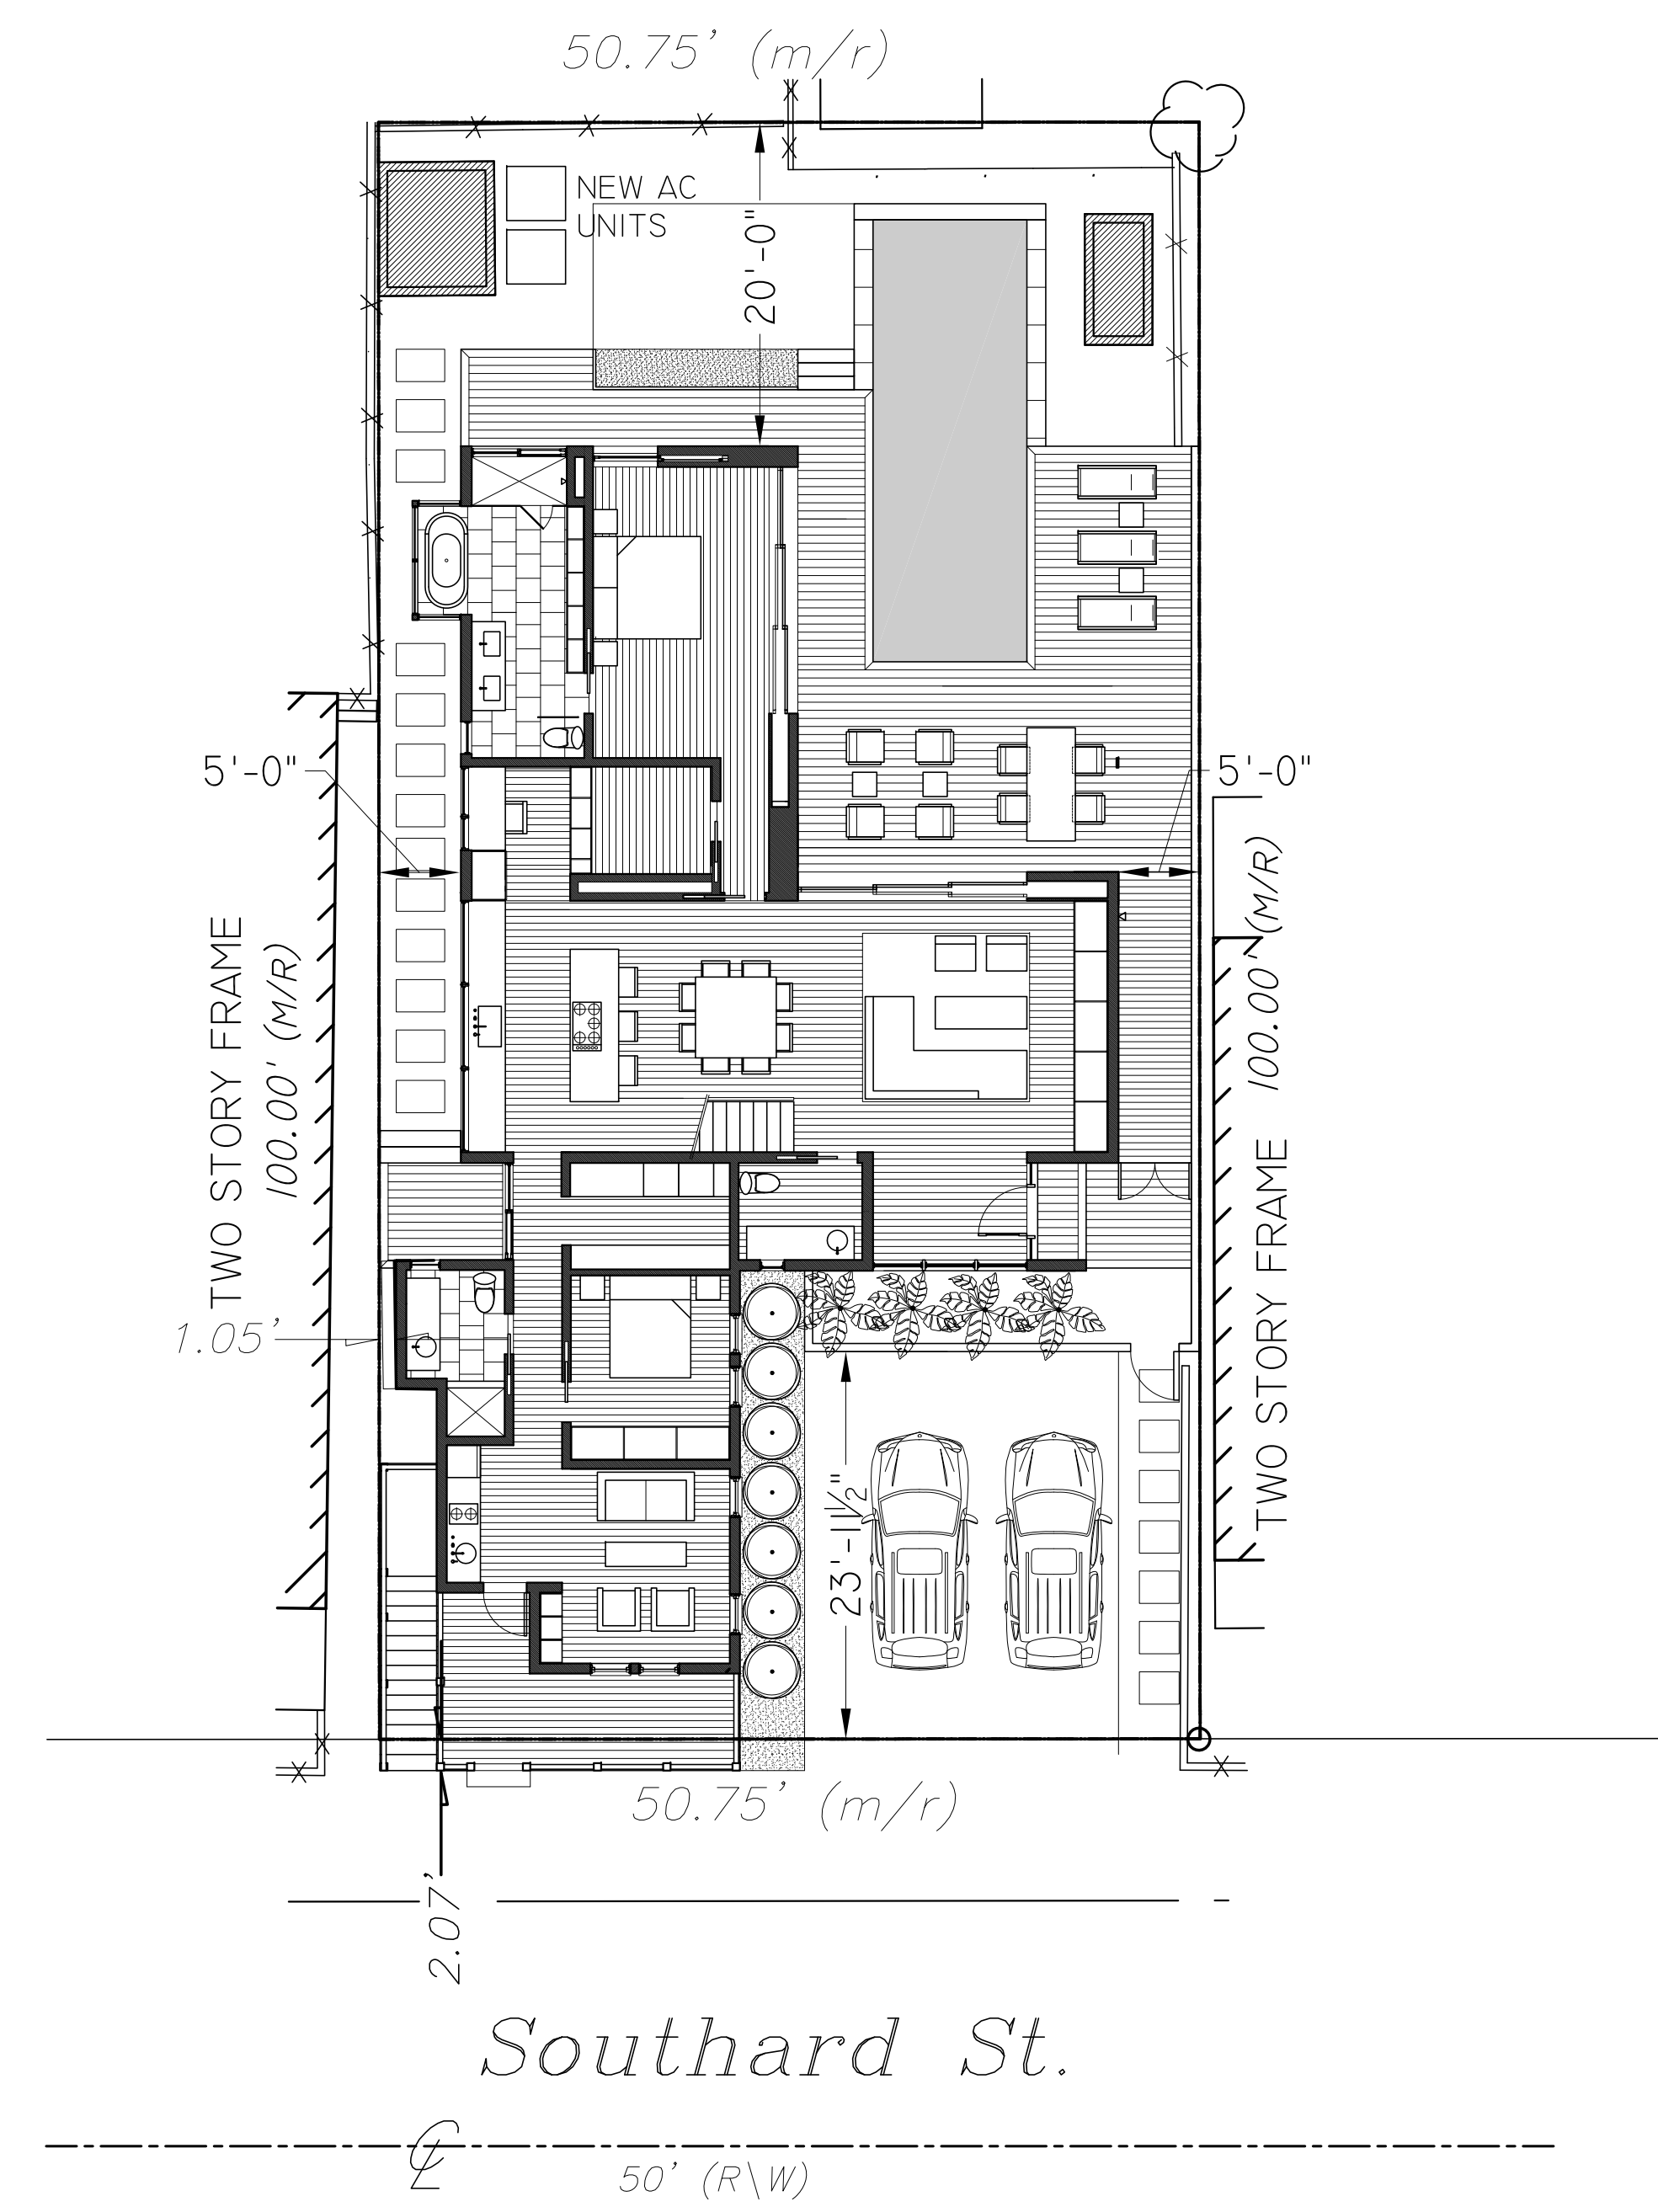 50.75' (m/r)
NEW AC
UNITS
20'-0"
5'-0"
5'-0"
TWO STORY FRAME
100.00' (M/R)
100.00' (M/R)
TWO STORY FRAME
1.05'
23'-11½"
50.75' (m/r)
2.07'
Southard St.
℄
50' (R\W)